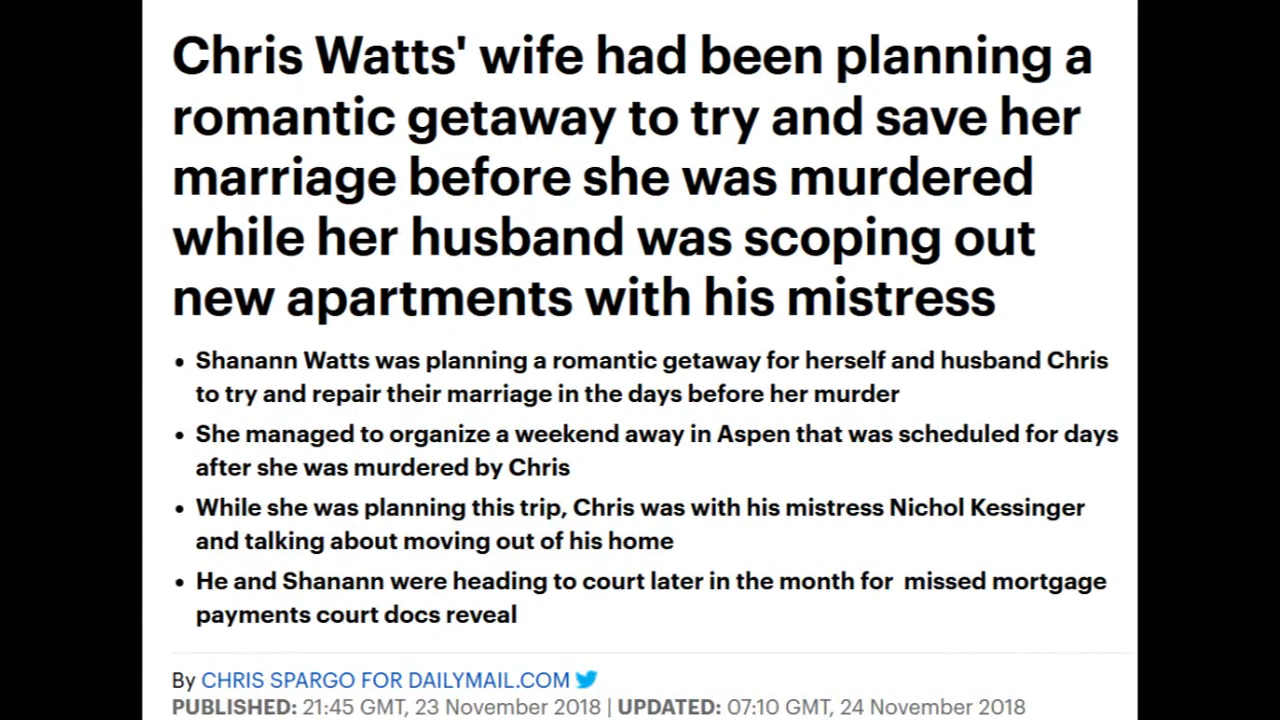 Chris Watts' wife had been planning a
romantic getaway to try and save her
marriage before she was murdered
while her husband was scoping out
new apartments with his mistress
• Shanann Watts was planning a romantic getaway for herself and husband Chris
to try and repair their marriage in the days before her murder
• She managed to organize a weekend away in Aspen that was scheduled for days
after she was murdered by Chris
• While she was planning this trip, Chris was with his mistress Nichol Kessinger
and talking about moving out of his home
• He and Shanann were heading to court later in the month for  missed mortgage
payments court docs reveal
By CHRIS SPARGO FOR DAILYMAIL.COM
PUBLISHED: 21:45 GMT, 23 November 2018 | UPDATED: 07:10 GMT, 24 November 2018